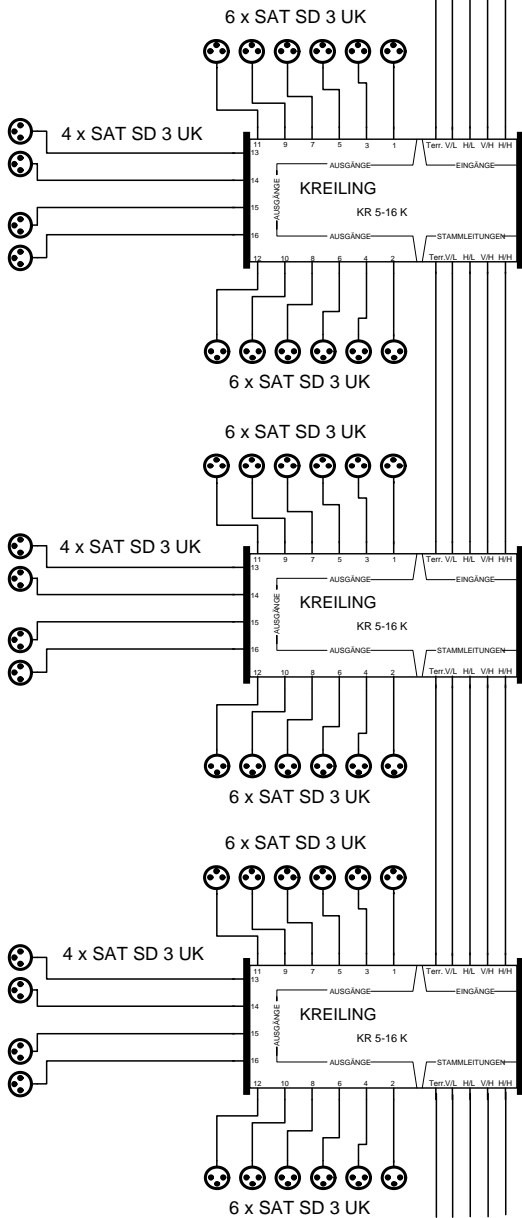 6 x SAT SD 3 UK
4 x SAT SD 3 UK
11 9 7 5 3 1 Terr. V/L H/L V/H H/H
13
AUSGÄNGE EINGÄNGE
14
KREILING
AUSGÄNGE
15
KR 5-16 K
16
AUSGÄNGE STAMMLEITUNGEN
12 10 8 6 4 2 Terr. V/L H/L V/H H/H
6 x SAT SD 3 UK
6 x SAT SD 3 UK
4 x SAT SD 3 UK
11 9 7 5 3 1 Terr. V/L H/L V/H H/H
13
AUSGÄNGE EINGÄNGE
14
KREILING
AUSGÄNGE
15
KR 5-16 K
16
AUSGÄNGE STAMMLEITUNGEN
12 10 8 6 4 2 Terr. V/L H/L V/H H/H
6 x SAT SD 3 UK
6 x SAT SD 3 UK
4 x SAT SD 3 UK
11 9 7 5 3 1 Terr. V/L H/L V/H H/H
13
AUSGÄNGE EINGÄNGE
14
KREILING
AUSGÄNGE
15
KR 5-16 K
16
AUSGÄNGE STAMMLEITUNGEN
12 10 8 6 4 2 Terr. V/L H/L V/H H/H
6 x SAT SD 3 UK